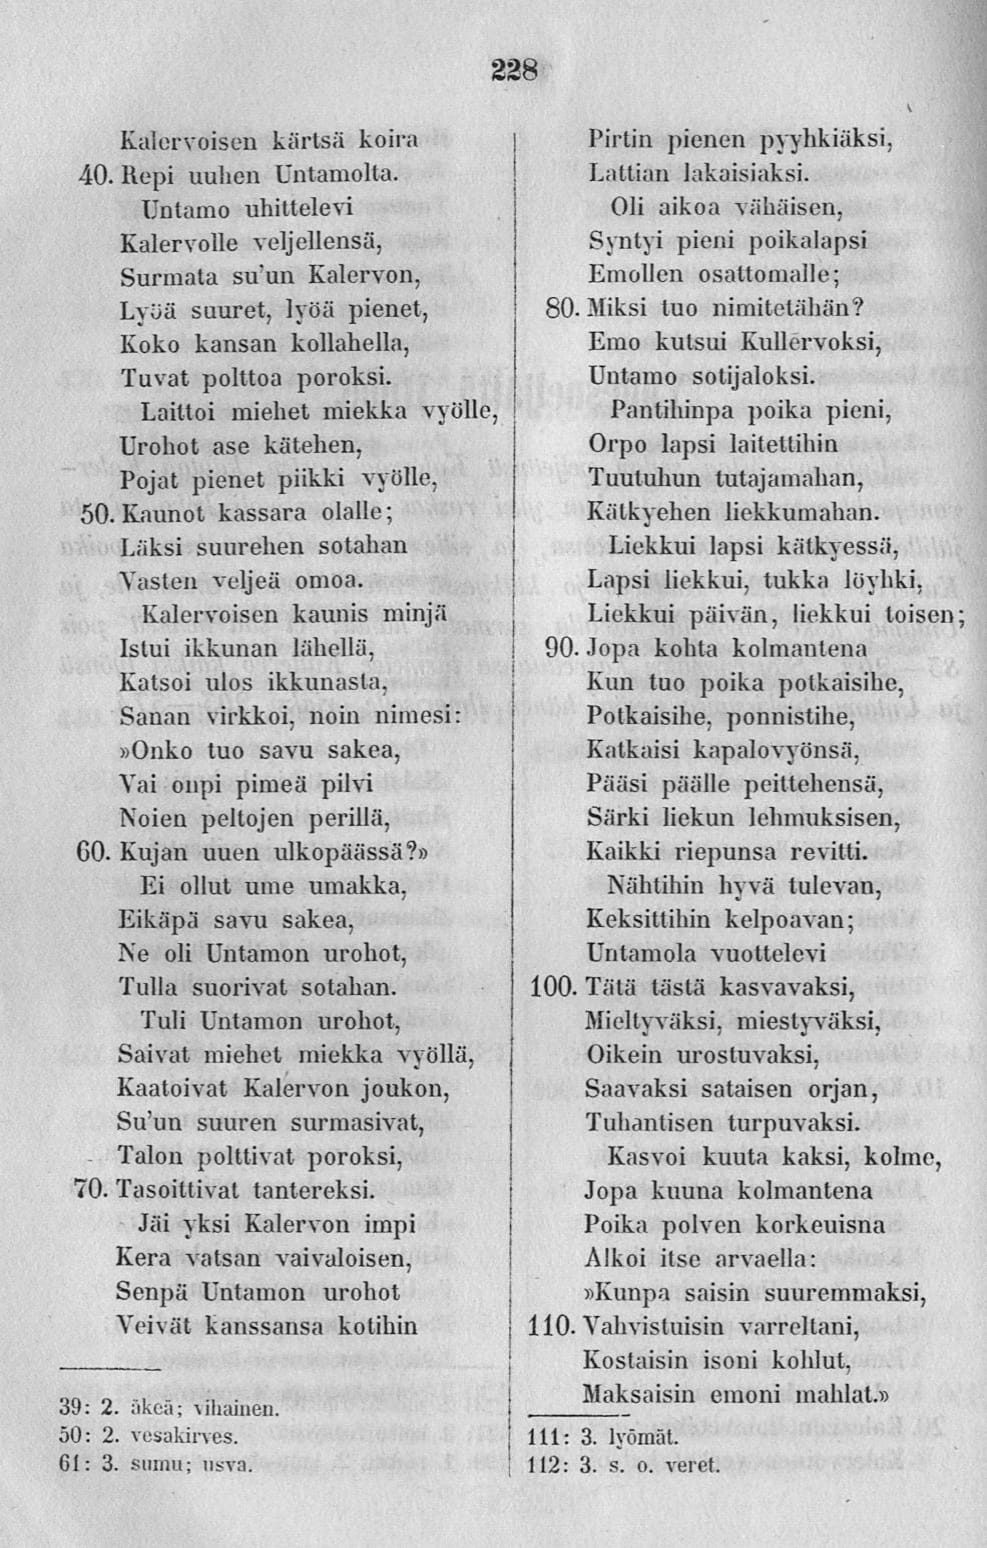 228
Kalervoisen kärtsä koira
40. Repi uuhen Untamolta.
Untamo uhittelevi
Kalervolle veljellensä,
Surmata su'un Kalervon,
Lyöä suuret, lyöä pienet,
Koko kansan kollahella,
Tuvat polttoa poroksi.
Laittoi miehet miekka vyölle,
Urohot ase kätehen,
Pojat pienet piikki vyölle,
50. Kaunot kassara olalle;
Läksi suurehen sotahan
Vasten veljeä omoa.
Kalervoisen kaunis minjä
Istui ikkunan lähellä,
Katsoi ulos ikkunasta,
Sanan virkkoi, noin nimesi:
»Onko tuo savu sakea,
Vai onpi pimeä pilvi
Noien peltojen perillä,
60. Kujan uuen ulkopäässä?»
Ei ollut ume umakka,
Eikäpä savu sakea,
Ne oli Untamon urohot,
Tulla suorivat sotahan.
Tuli Untamon urohot,
Saivat miehet miekka vyöllä,
Kaatoivat Kalervon joukon,
Su'un suuren surmasivat,
Talon polttivat poroksi,
70. Tasoittivat tantereksi.
Jäi yksi Kalervon impi
Kera vatsan vaivaloisen,
Senpä Untamon urohot
Veivät kanssansa kotihin
39: 2. äkeä; vihainen.
50: 2. vesakirves.
61: 3. sumu; usva.
Pirtin pienen pyyhkiäksi,
Lattian lakaisiaksi.
Oli aikoa vähäisen,
Syntyi pieni poikalapsi
Emollen osattomalle;
80. Miksi tuo nimitetähän?
Emo kutsui Kullervoksi,
Untamo sotijaloksi.
Pantihinpa poika pieni,
Orpo lapsi laitettihin
Tuutuhun tutajamahan,
Kätkyehen liekkumahan.
Liekkui lapsi kätkyessä,
Lapsi liekkui, tukka löyhki,
Liekkui päivän, liekkui toisen;
90. Jopa kohta kolmantena
Kun tuo poika potkaisihe,
Potkaisihe, ponnistihe,
Katkaisi kapalovyönsä,
Pääsi päälle peittehensä,
Särki liekun lehmuksisen,
Kaikki riepunsa revitti.
Nähtihin hyvä tulevan,
Keksittihin kelpoavan;
Untamola vuottelevi
100. Tätä tästä kasvavaksi,
Mieltyväksi, miestyväksi,
Oikein urostuvaksi,
Saavaksi sataisen orjan,
Tuhantisen turpuvaksi.
Kasvoi kuuta kaksi, kolme,
Jopa kuuna kolmantena
Poika polven korkeuisna
Alkoi itse arvaella:
»Kunpa saisin suuremmaksi,
110. Vahvistuisin varreltani,
Kostaisin isoni kohlut,
Maksaisin emoni mahlat.»
111: 3. lyömät.
112: 3. s. o. veret.